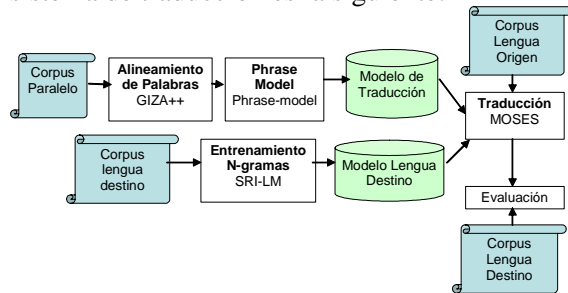 sistema de traducción es la siguiente:
Corpus
Lengua
Origen
Corpus
Paralelo
Alineamiento
de Palabras
GIZA++
Phrase
Model
Phrase-model
Modelo de
Traducción
Traducción
MOSES
Corpus
lengua
destino
Entrenamiento
N-gramas
SRI-LM
Modelo Lengua
Destino
Evaluación
Corpus
Lengua
Destino